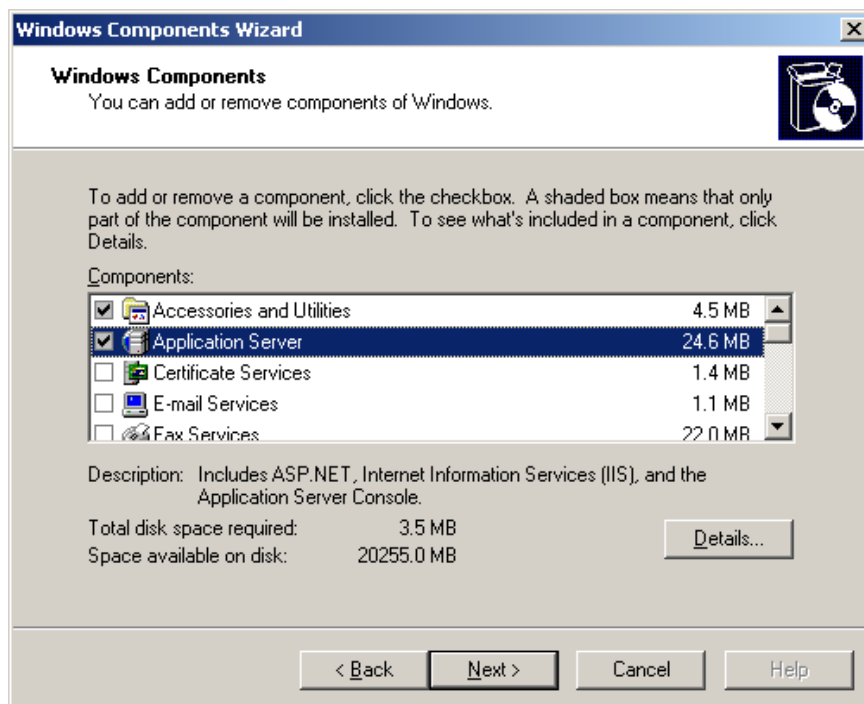 Windows Components Wizard
Windows Components
You can add or remove components of Windows.
To add or remove a component, click the checkbox. A shaded box means that only
part of the component will be installed. To see what's included in a component, click
Details.
Components:
Accessories and Utilities 4.5 MB
Application Server 24.6 MB
Certificate Services 1.4 MB
E-mail Services 1.1 MB
Fax Services 22.0 MB
Description: Includes ASP.NET, Internet Information Services (IIS), and the
Application Server Console.
Total disk space required: 3.5 MB
Space available on disk: 20255.0 MB
Details...
< Back Next > Cancel Help